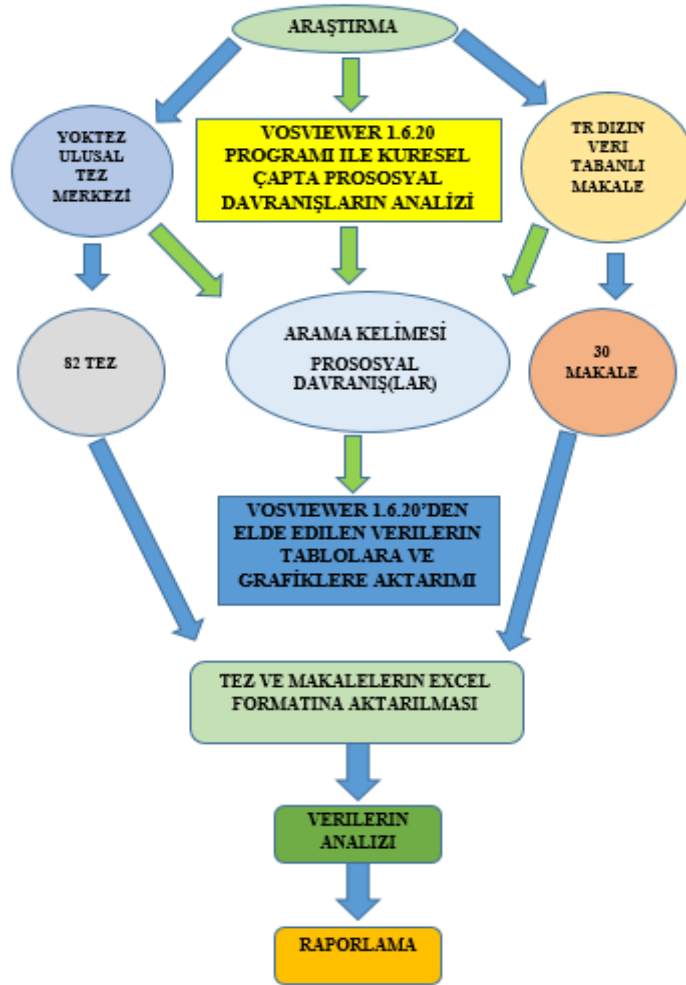 ARAŞTIRMA
YOKTEZ
ULUSAL
TEZ
MERKEZİ
VOSVIEWER 1.6.20
PROGRAMI ILE KURESEL
ÇAPTA PROSOSYAL
DAVRANIŞLARIN ANALİZİ
TR DIZIN
VERI
TABANLI
MAKALE
82 TEZ
ARAMA KELİMESİ
PROSOSYAL
DAVRANIŞ(LAR)
30
MAKALE
VOSVIEWER 1.6.20’DEN
ELDE EDILEN VERILERIN
TABLOLARA VE
GRAFİKLERE AKTARIMI
TEZ VE MAKALELERIN EXCEL
FORMATINA AKTARILMASI
VERILERIN
ANALIZI
RAPORLAMA